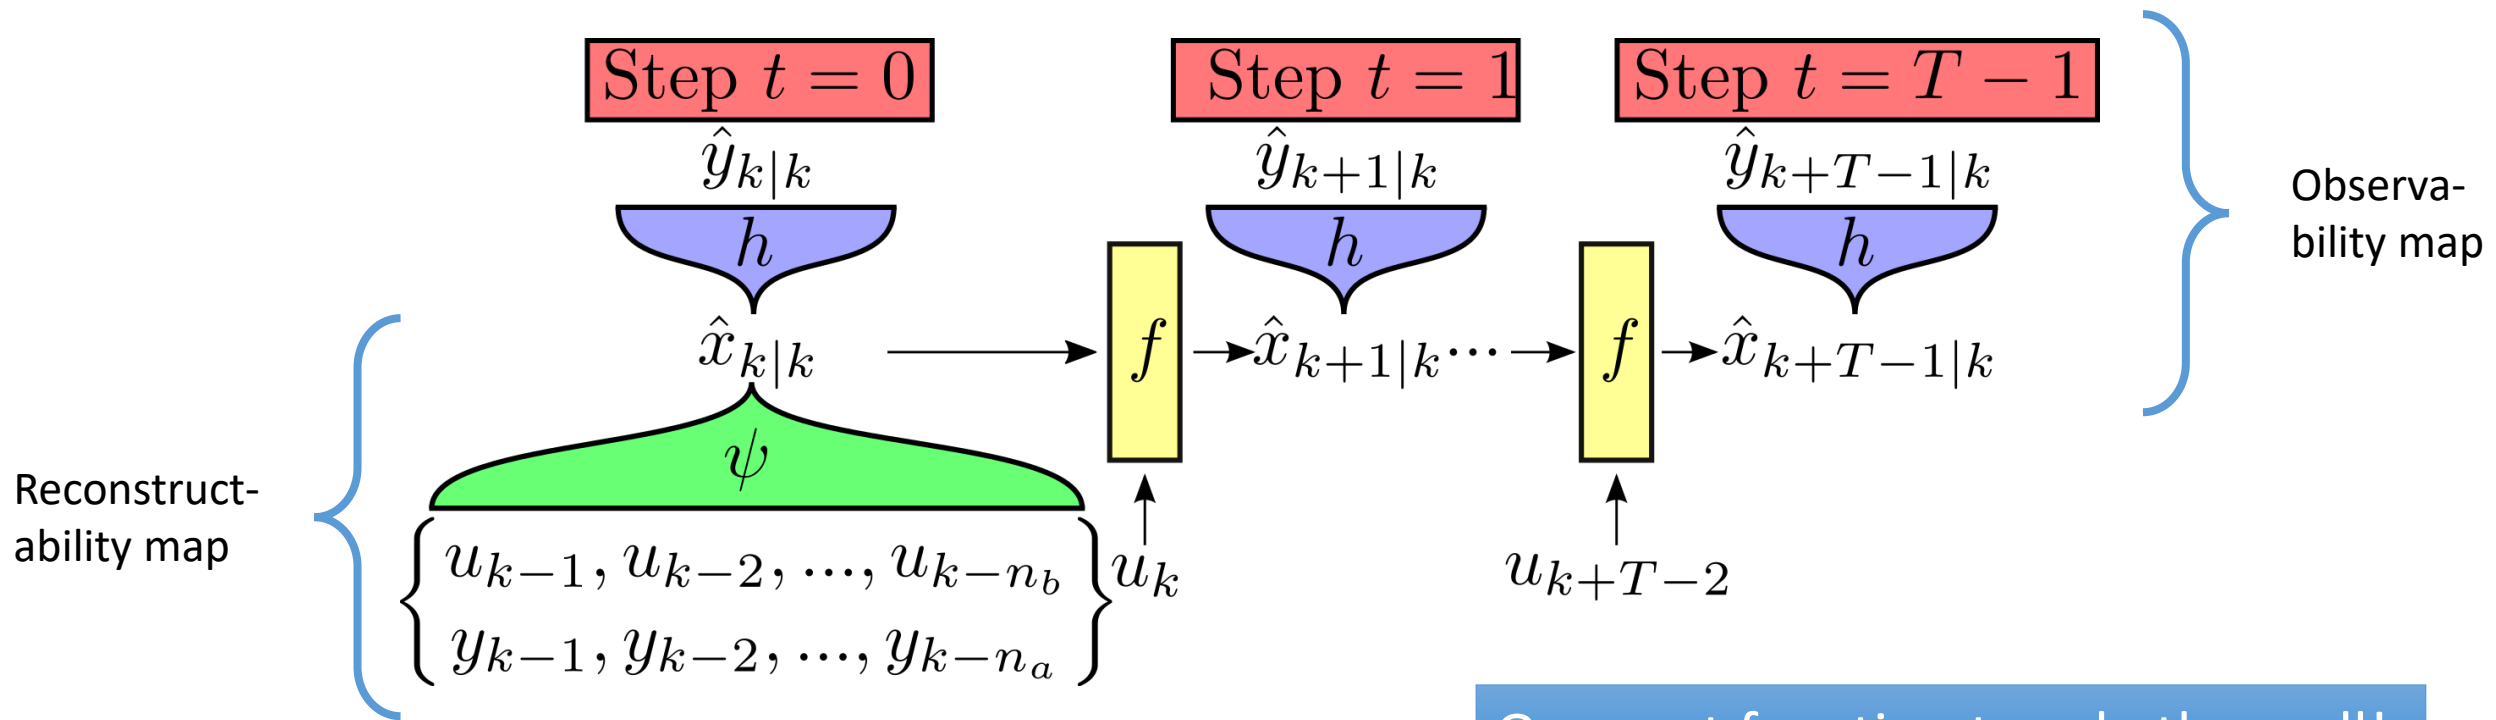 Step t = 0
Step t = 1
Step t = T − 1
ŷ_{k|k}
ŷ_{k+1|k}
ŷ_{k+T−1|k}
Observa-
bility map
h
h
h
x̂_{k|k}
f
x̂_{k+1|k} ···
f
x̂_{k+T−1|k}
ψ
Reconstruct-
ability map
{ u_{k−1}, u_{k−2}, ..., u_{k−n_b}
y_{k−1}, y_{k−2}, ..., y_{k−n_a} }
u_k
u_{k+T−2}